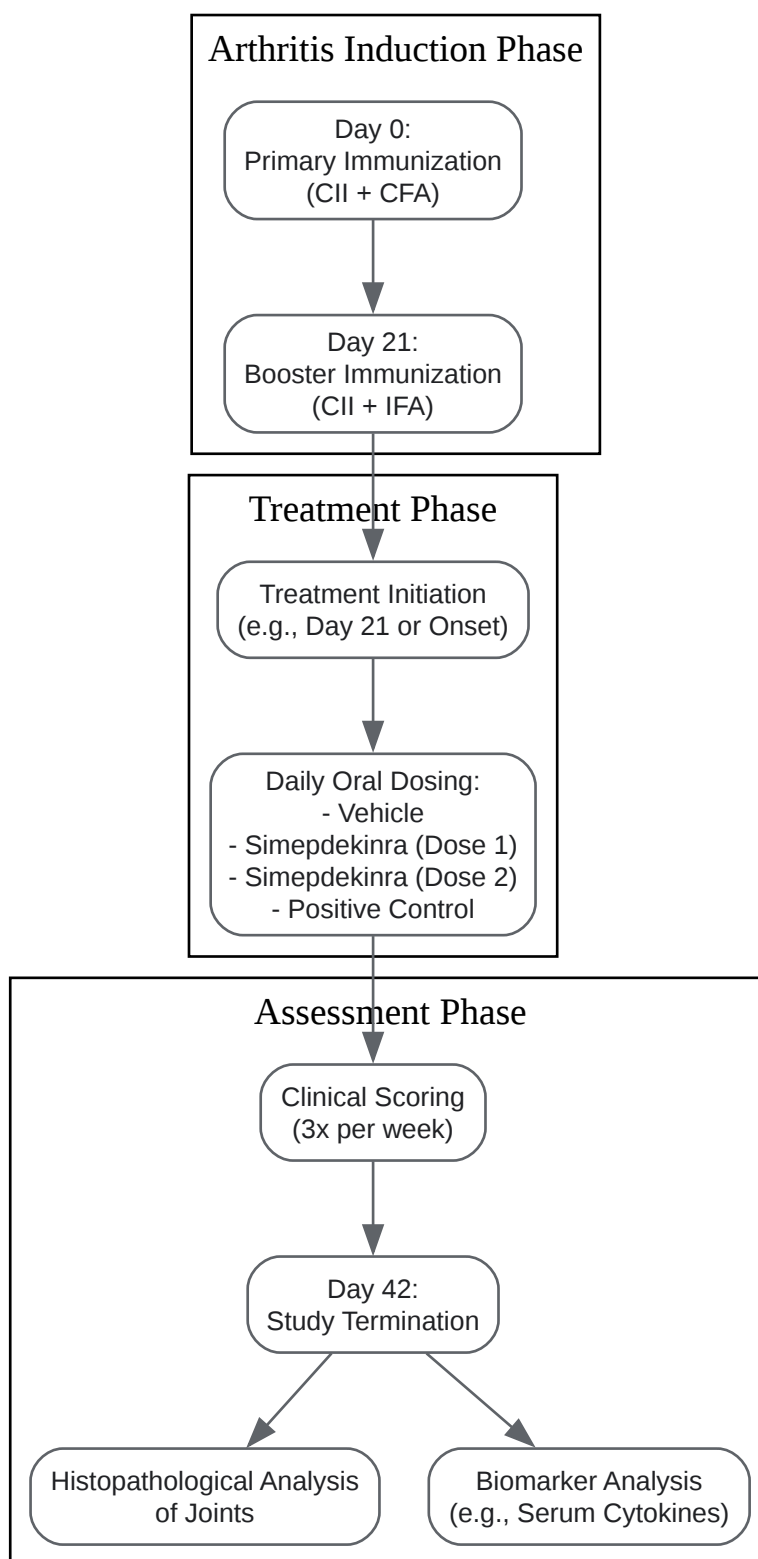 Arthritis Induction Phase
Day 0:
Primary Immunization
(CII + CFA)
Day 21:
Booster Immunization
(CII + IFA)
Treatment Phase
Treatment Initiation
(e.g., Day 21 or Onset)
Daily Oral Dosing:
- Vehicle
- Simepdekinra (Dose 1)
- Simepdekinra (Dose 2)
- Positive Control
Assessment Phase
Clinical Scoring
(3x per week)
Day 42:
Study Termination
Histopathological Analysis
of Joints
Biomarker Analysis
(e.g., Serum Cytokines)